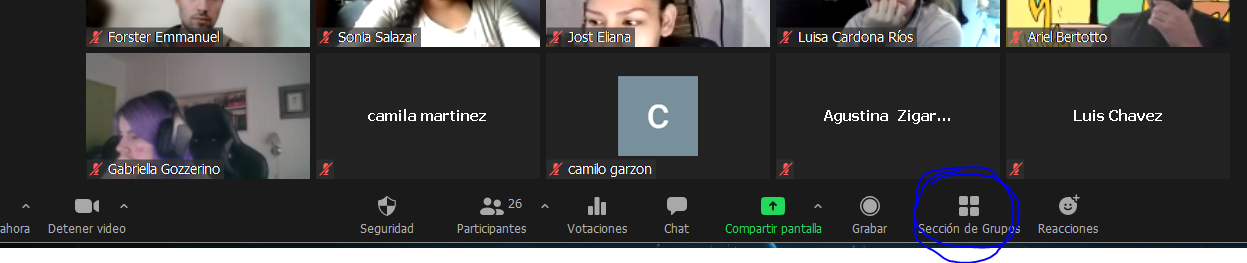 Forster Emmanuel
Sonia Salazar
Jost Eliana
Luisa Cardona Ríos
Ariel Bertotto
camila martinez
C
Agustina Zigar...
Luis Chavez
Gabriella Gozzerino
camilo garzon
26
ahora
Detener video
Seguridad
Participantes
Votaciones
Chat
Compartir pantalla
Grabar
Sección de Grupos
Reacciones